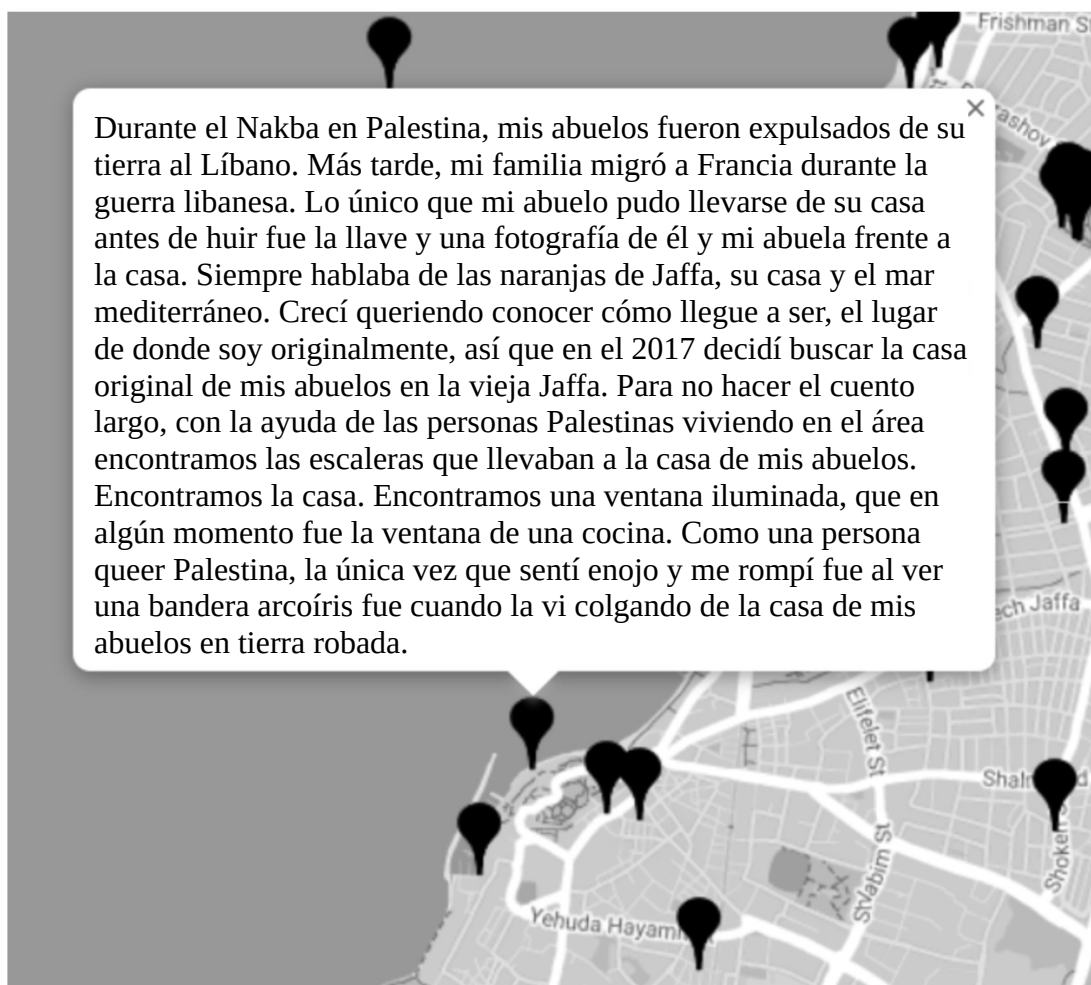 Frishman S
rashov
Durante el Nakba en Palestina, mis abuelos fueron expulsados de su
tierra al Líbano. Más tarde, mi familia migró a Francia durante la
guerra libanesa. Lo único que mi abuelo pudo llevarse de su casa
antes de huir fue la llave y una fotografía de él y mi abuela frente a
la casa. Siempre hablaba de las naranjas de Jaffa, su casa y el mar
mediterráneo. Crecí queriendo conocer cómo llegue a ser, el lugar
de donde soy originalmente, así que en el 2017 decidí buscar la casa
original de mis abuelos en la vieja Jaffa. Para no hacer el cuento
largo, con la ayuda de las personas Palestinas viviendo en el área
encontramos las escaleras que llevaban a la casa de mis abuelos.
Encontramos la casa. Encontramos una ventana iluminada, que en
algún momento fue la ventana de una cocina. Como una persona
queer Palestina, la única vez que sentí enojo y me rompí fue al ver
una bandera arcoíris fue cuando la vi colgando de la casa de mis
abuelos en tierra robada.
ech Jaffa
Elifelet St
Shal
Shoken
Yehuda Hayam